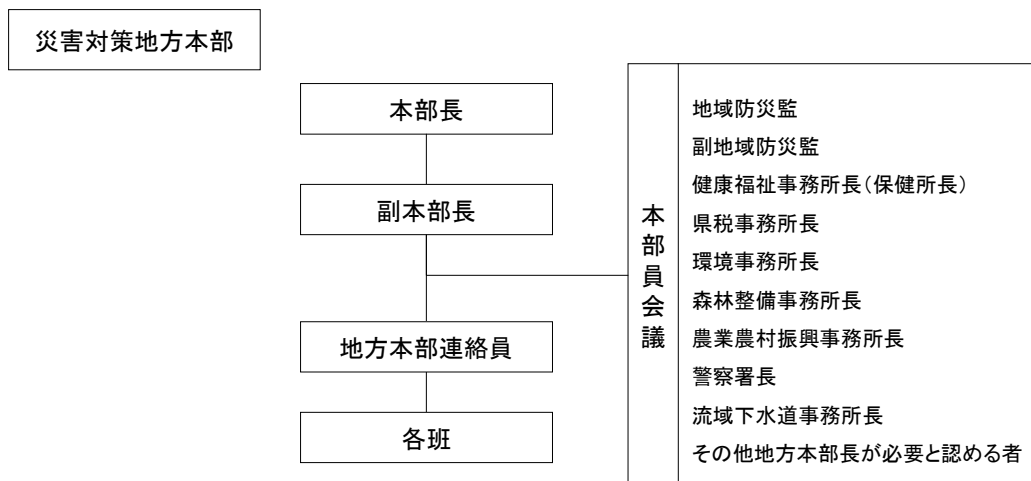 災害対策地方本部
本部長
副本部長
地方本部連絡員
各班
本部員会議
地域防災監
副地域防災監
健康福祉事務所長（保健所長）
県税事務所長
環境事務所長
森林整備事務所長
農業農村振興事務所長
警察署長
流域下水道事務所長
その他地方本部長が必要と認める者